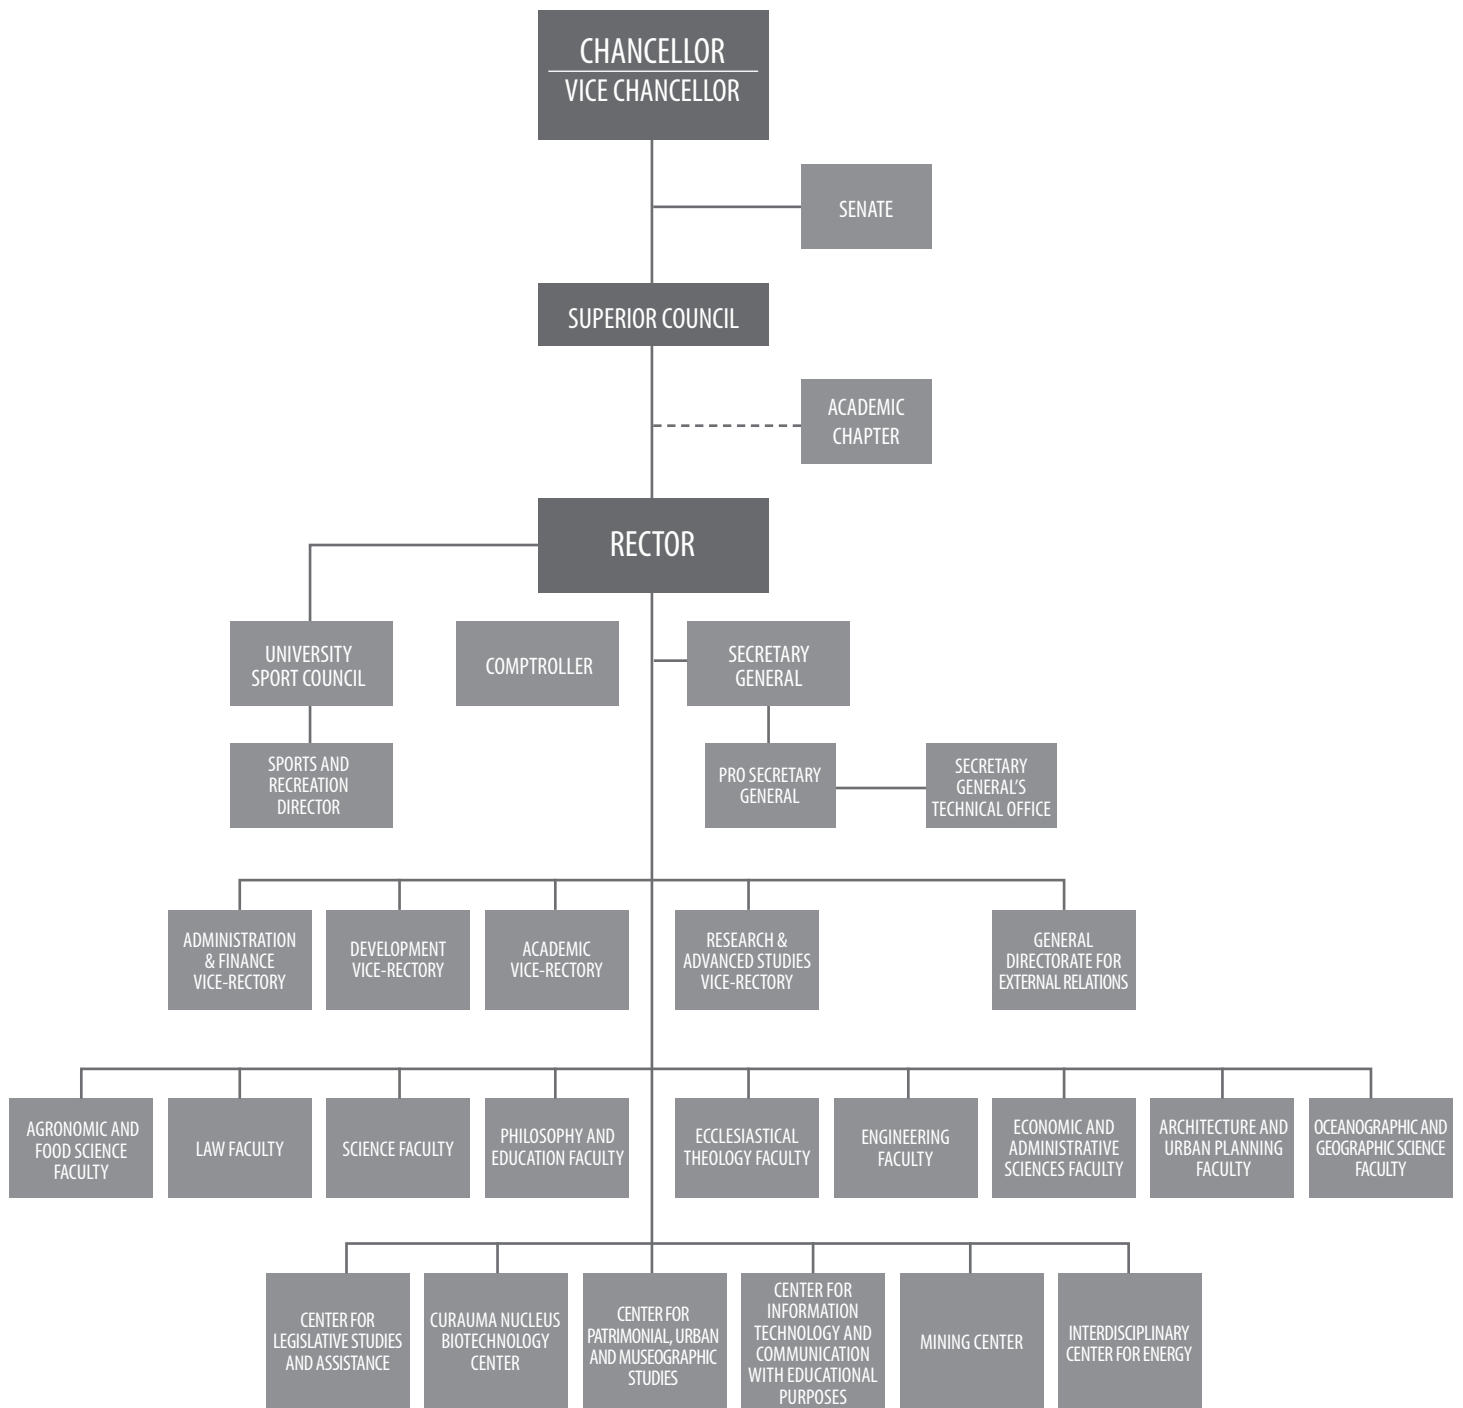 CHANCELLOR
VICE CHANCELLOR
SENATE
SUPERIOR COUNCIL
ACADEMIC
CHAPTER
RECTOR
UNIVERSITY
SPORT COUNCIL
COMPTROLLER
SECRETARY
GENERAL
SPORTS AND
RECREATION
DIRECTOR
PRO SECRETARY
GENERAL
SECRETARY
GENERAL'S
TECHNICAL OFFICE
ADMINISTRATION
& FINANCE
VICE-RECTORY
DEVELOPMENT
VICE-RECTORY
ACADEMIC
VICE-RECTORY
RESEARCH &
ADVANCED STUDIES
VICE-RECTORY
GENERAL
DIRECTORATE FOR
EXTERNAL RELATIONS
AGRONOMIC AND
FOOD SCIENCE
FACULTY
LAW FACULTY
SCIENCE FACULTY
PHILOSOPHY AND
EDUCATION FACULTY
ECCLESIASTICAL
THEOLOGY FACULTY
ENGINEERING
FACULTY
ECONOMIC AND
ADMINISTRATIVE
SCIENCES FACULTY
ARCHITECTURE AND
URBAN PLANNING
FACULTY
OCEANOGRAPHIC AND
GEOGRAPHIC SCIENCE
FACULTY
CENTER FOR
LEGISLATIVE STUDIES
AND ASSISTANCE
CURAUMA NUCLEUS
BIOTECHNOLOGY
CENTER
CENTER FOR
PATRIMONIAL, URBAN
AND MUSEOGRAPHIC
STUDIES
CENTER FOR
INFORMATION
TECHNOLOGY AND
COMMUNICATION
WITH EDUCATIONAL
PURPOSES
MINING CENTER
INTERDISCIPLINARY
CENTER FOR ENERGY